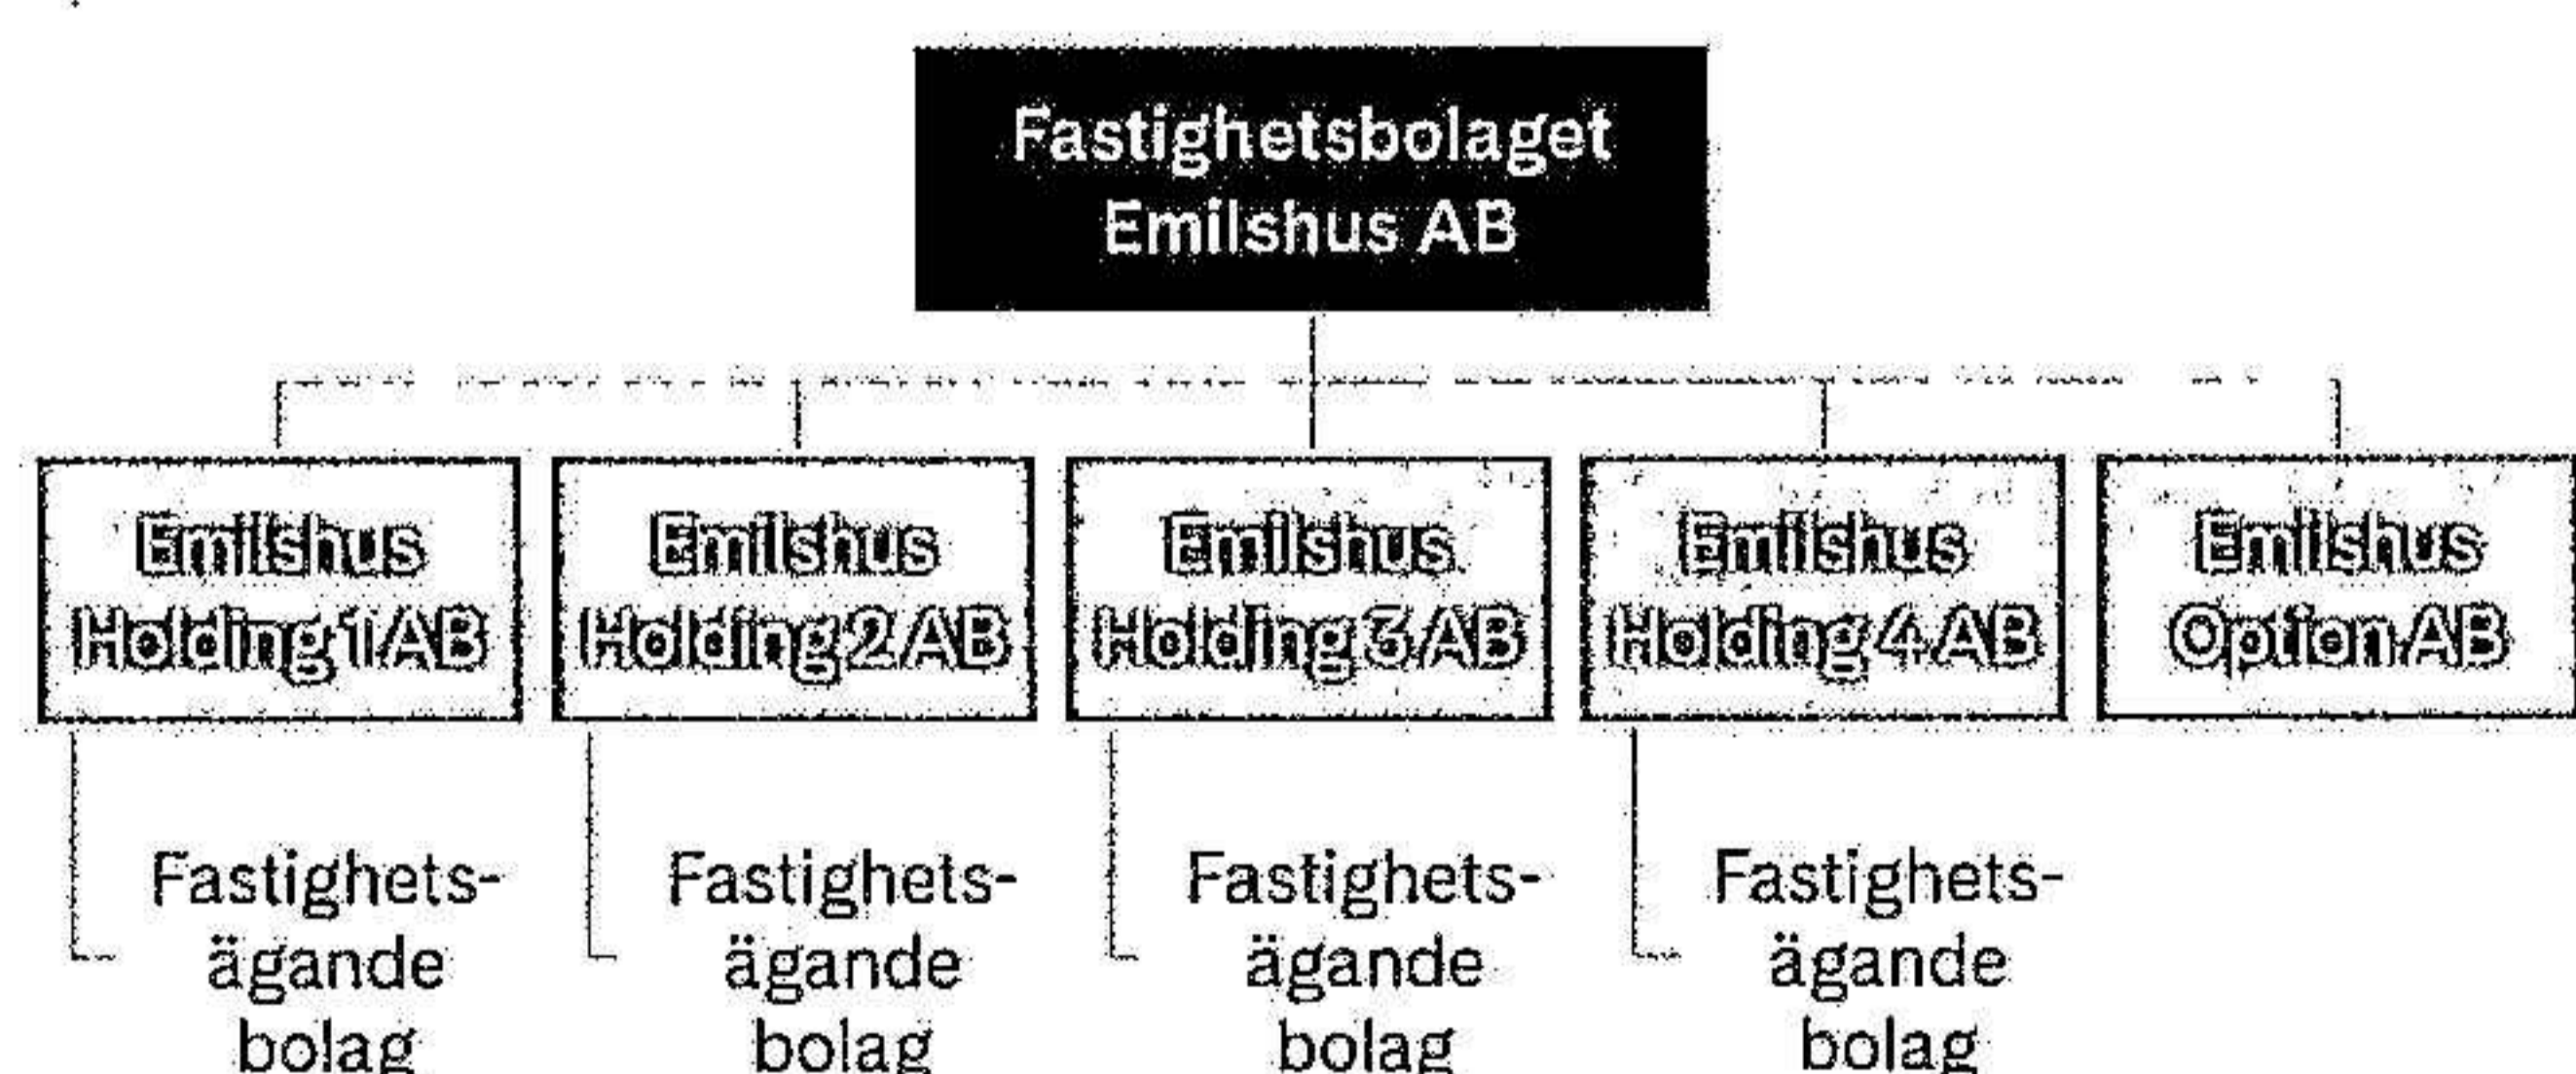 Fastighetsbolaget
Emilshus AB
Emilshus
Holding 1 AB
Emilshus
Holding 2 AB
Emilshus
Holding 3 AB
Emilshus
Holding 4 AB
Emilshus
Option AB
Fastighets-
ägande
bolag
Fastighets-
ägande
bolag
Fastighets-
ägande
bolag
Fastighets-
ägande
bolag